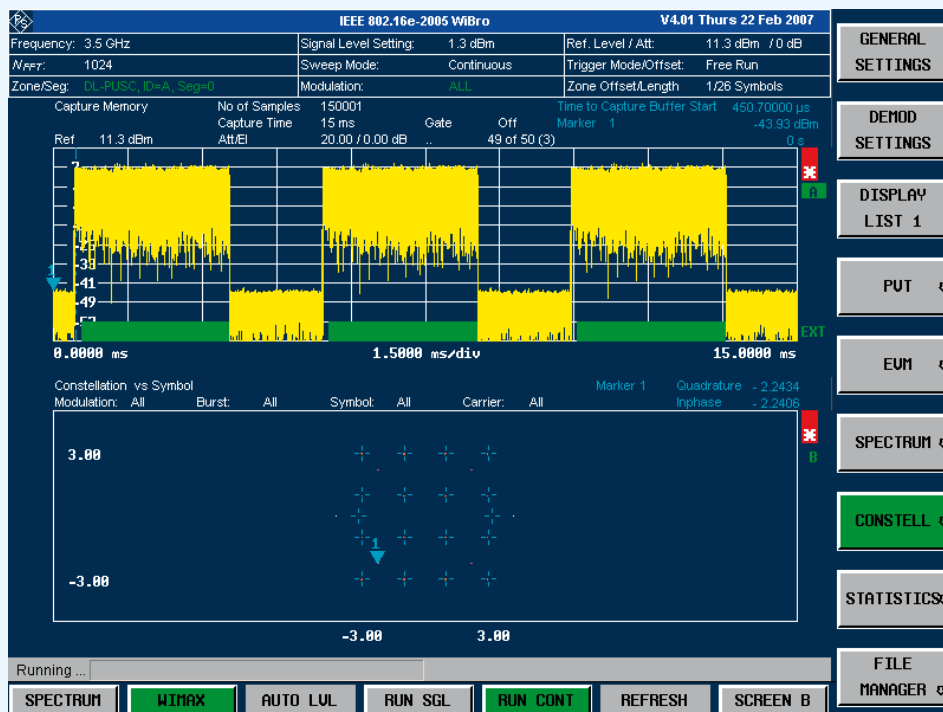 IEEE 802.16e-2005 WiBro V4.01 Thurs 22 Feb 2007
Frequency: 3.5 GHz Signal Level Setting: 1.3 dBm Ref. Level / Att: 11.3 dBm / 0 dB
NFFT: 1024 Sweep Mode: Continuous Trigger Mode/Offset: Free Run
Zone/Seg: DL-PUSC, ID=A, Seg=0 Modulation: ALL Zone Offset/Length 1/26 Symbols
Capture Memory No of Samples 150001 Time to Capture Buffer Start 450.70000 µs
Capture Time 15 ms Gate Off Marker 1 -43.93 dBm
Ref 11.3 dBm Att/El 20.00 / 0.00 dB .. 49 of 50 (3) 0 s
A
-33
1
-41
-49
EXT
0.0000 ms 1.5000 ms/div 15.0000 ms
Constellation vs Symbol Marker 1 Quadrature - 2.2434
Modulation: All Burst: All Symbol: All Carrier: All Inphase - 2.2406
B
3.00
1
-3.00
-3.00 3.00
Running ...
SPECTRUM WIMAX AUTO LVL RUN SGL RUN CONT REFRESH SCREEN B
GENERAL
SETTINGS
DEMOD
SETTINGS
DISPLAY
LIST 1
PVT
EVM
SPECTRUM
CONSTELL
STATISTICS
FILE
MANAGER